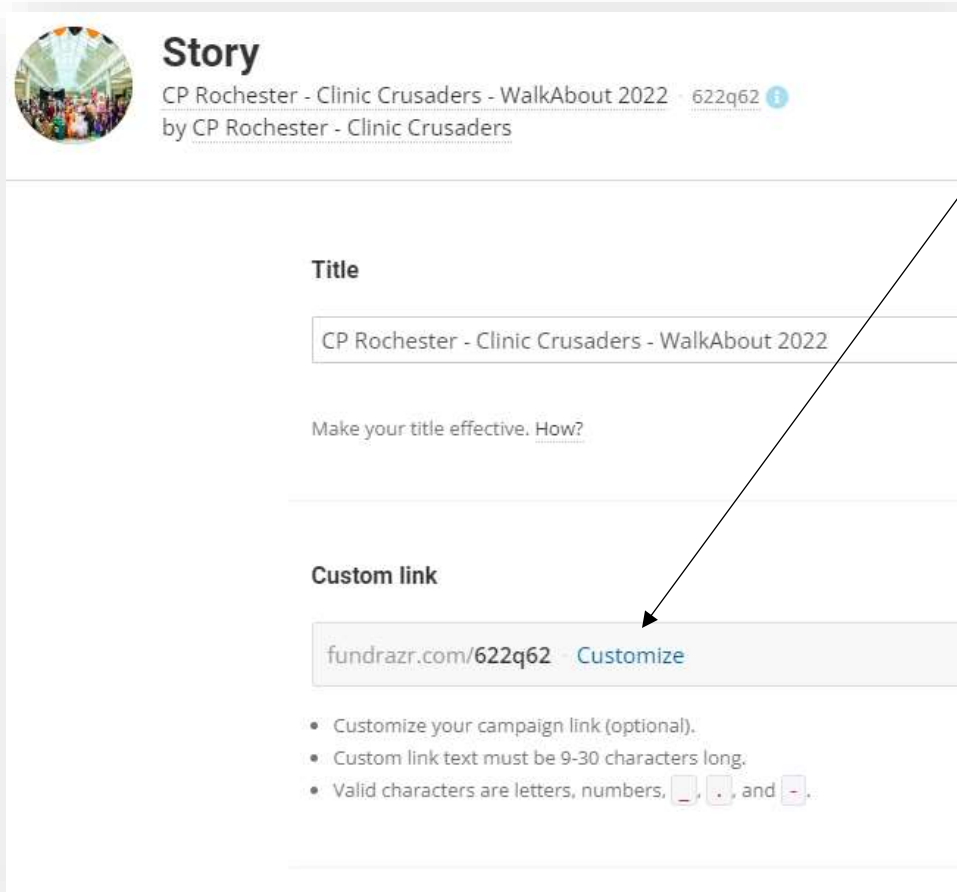 Story
CP Rochester - Clinic Crusaders - WalkAbout 2022 · 622q62 i
by CP Rochester - Clinic Crusaders
Title
CP Rochester - Clinic Crusaders - WalkAbout 2022
Make your title effective. How?
Custom link
fundrazr.com/622q62 · Customize
• Customize your campaign link (optional).
• Custom link text must be 9-30 characters long.
• Valid characters are letters, numbers, _ , . , and - .